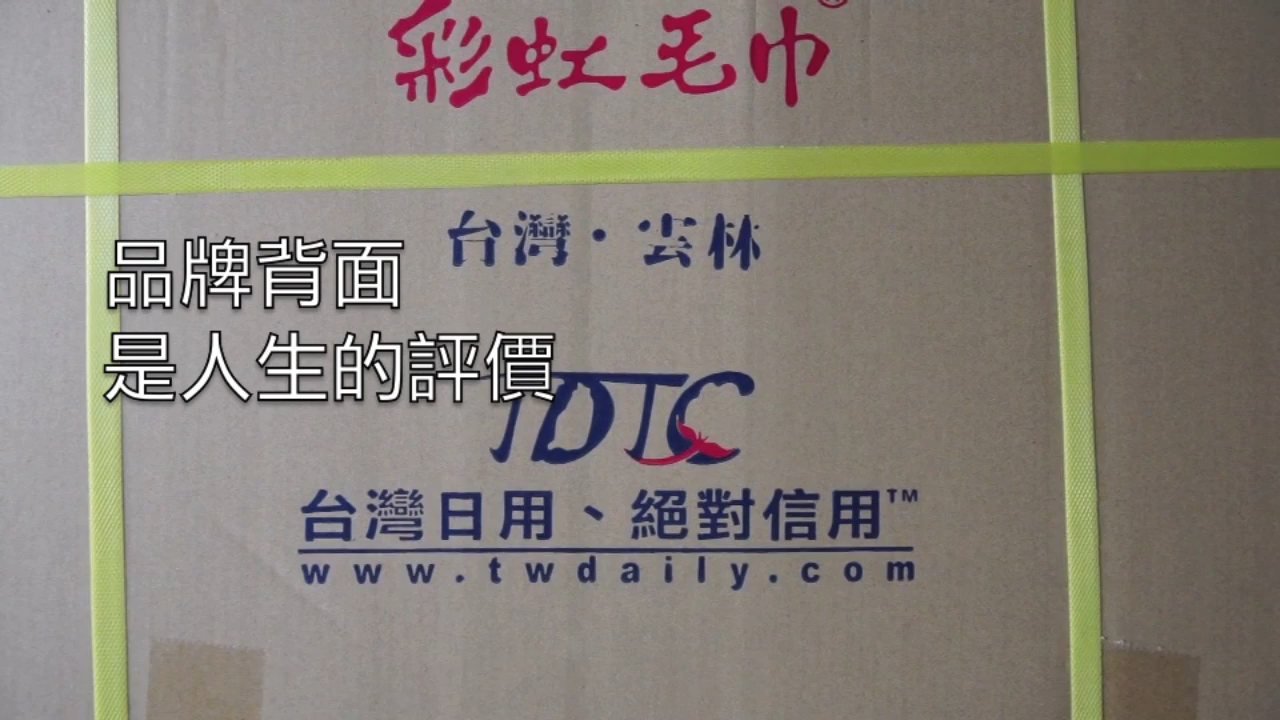 彩虹毛巾®
台灣・雲林
品牌背面
是人生的評價
TDTC
台灣日用、絕對信用™
www.twdaily.com